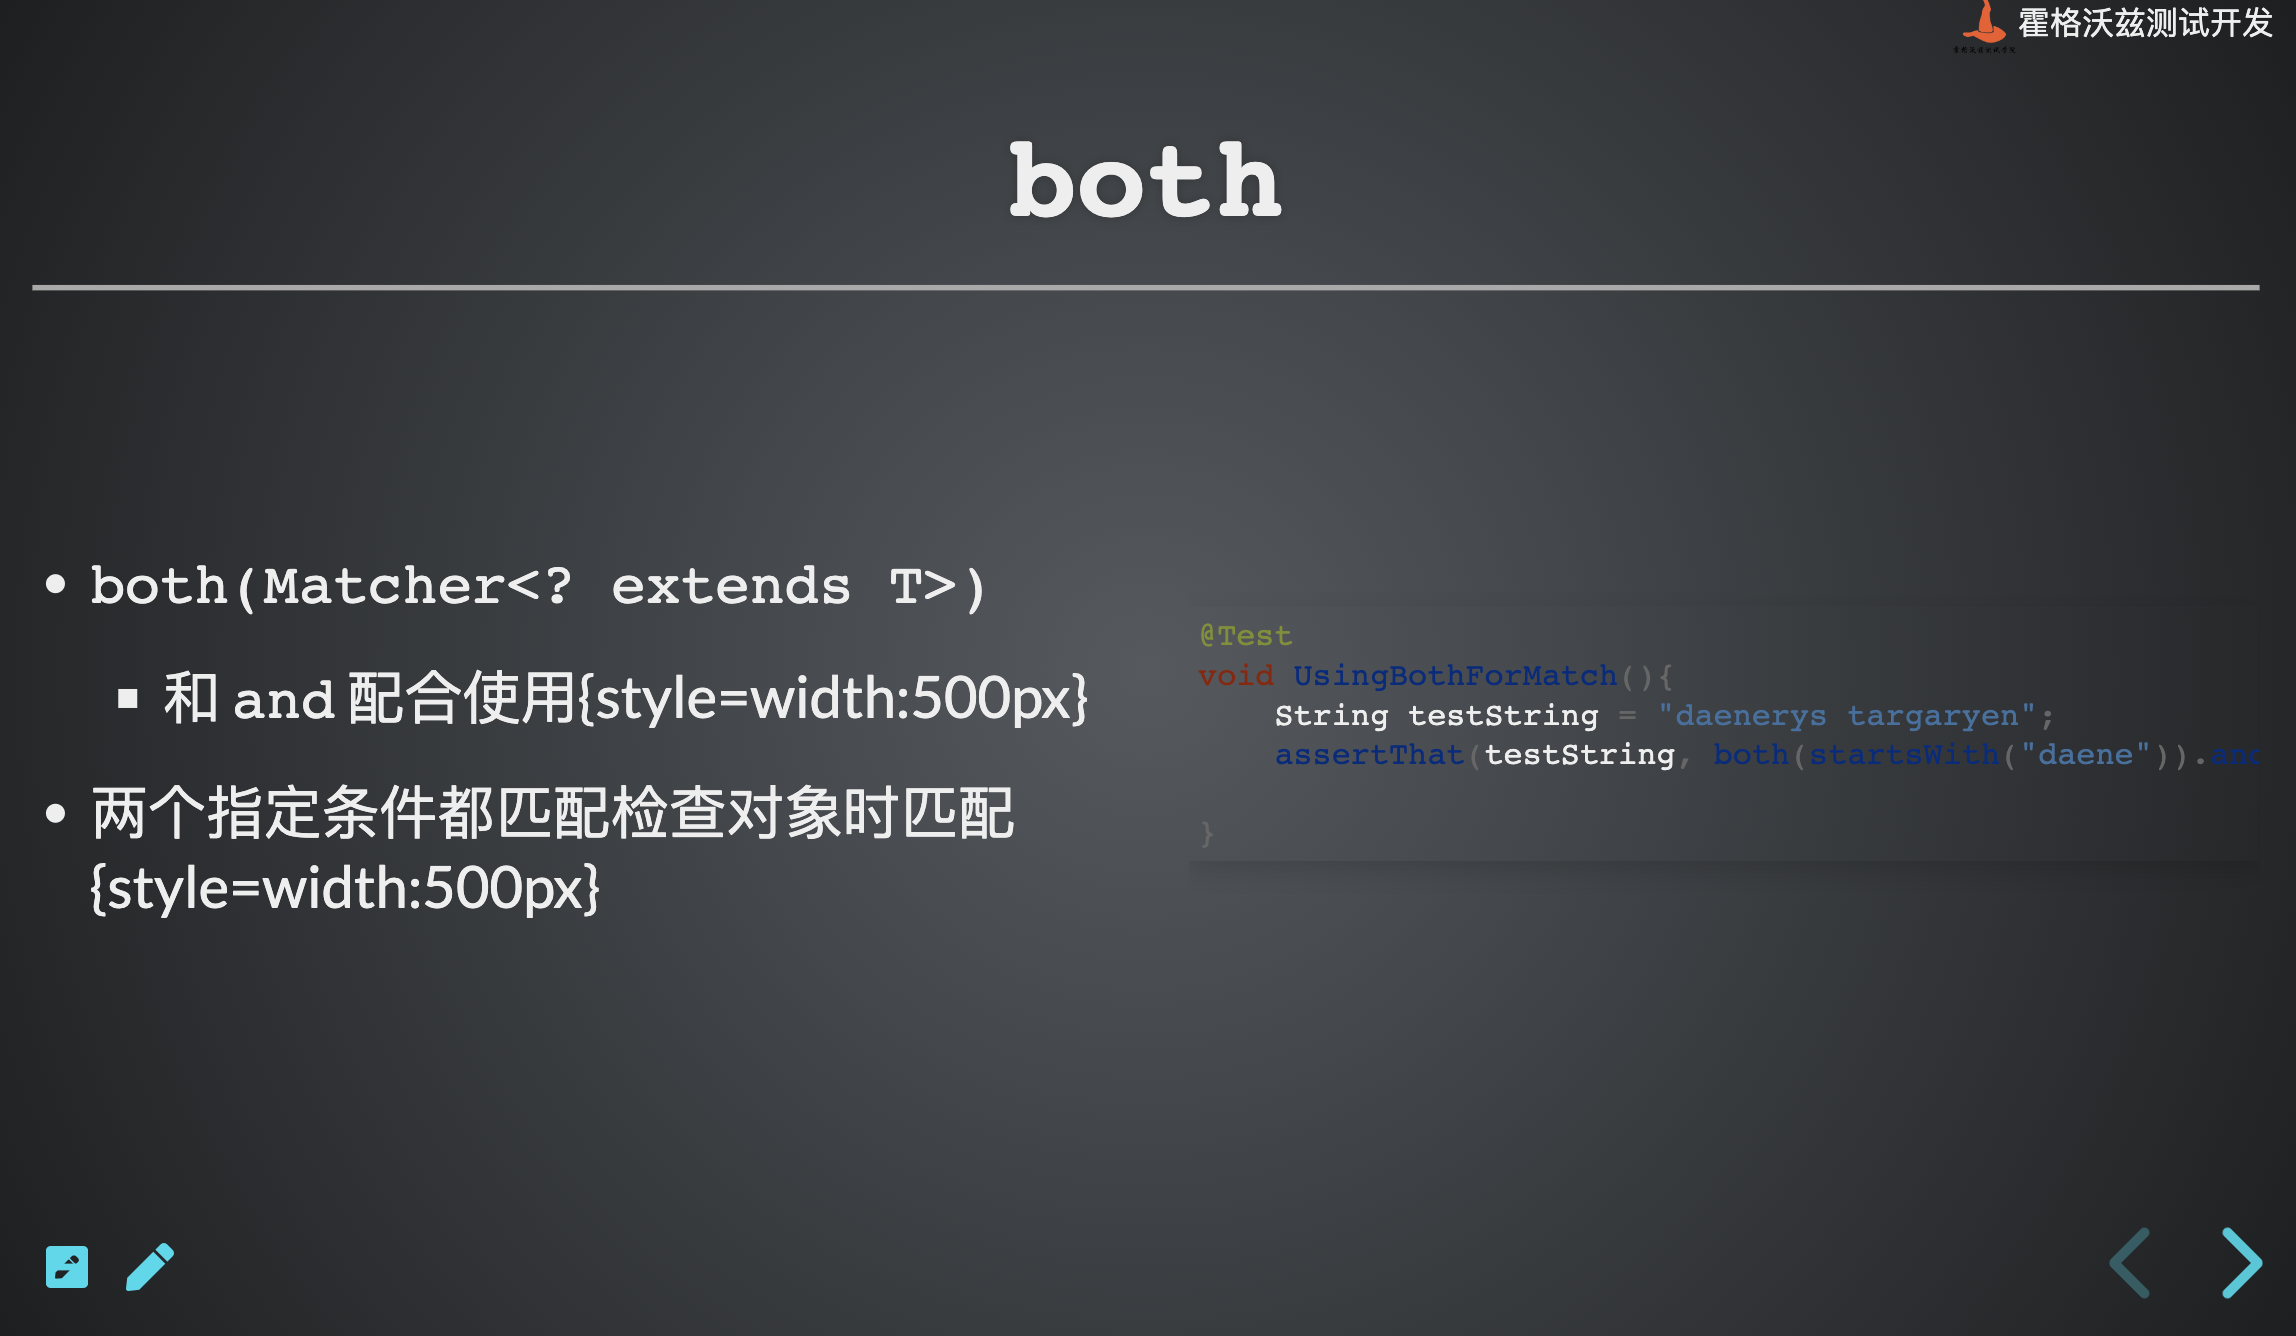 霍格沃兹测试开发
both
both(Matcher<? extends T>)
和 and 配合使用{style=width:500px}
两个指定条件都匹配检查对象时匹配
{style=width:500px}
@Test
void UsingBothForMatch(){
String testString = "daenerys targaryen";
assertThat(testString, both(startsWith("daene")).and
}